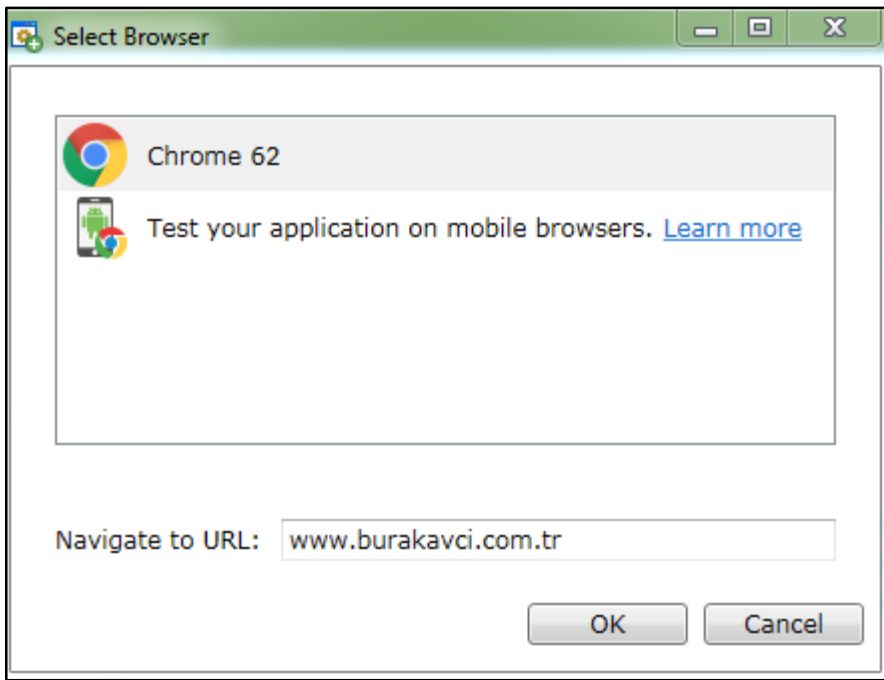 Select Browser
Chrome 62
Test your application on mobile browsers. Learn more
Navigate to URL: www.burakavci.com.tr
OK Cancel